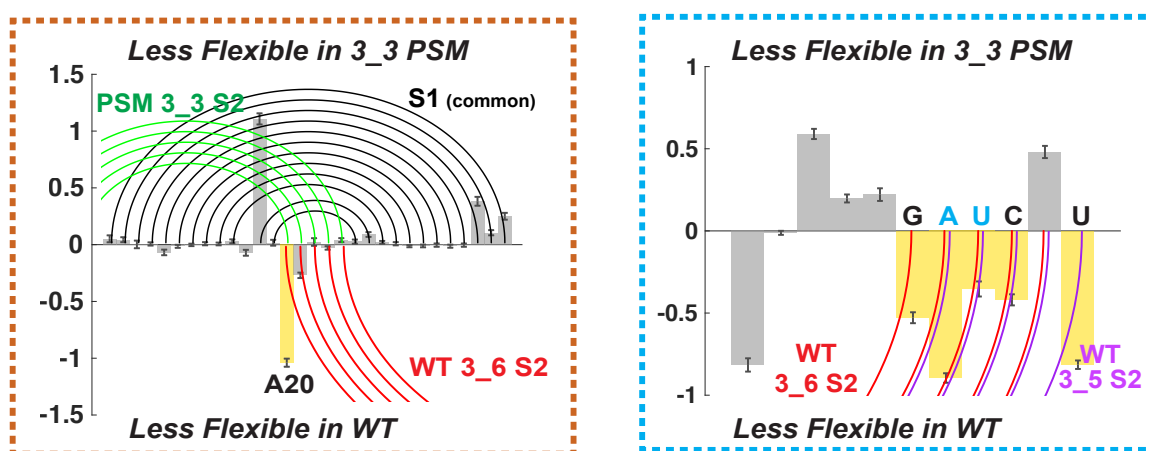 Less Flexible in 3_3 PSM
1.5
PSM 3_3 S2
S1 (common)
1
0.5
0
-0.5
-1
A20
WT 3_6 S2
-1.5
Less Flexible in WT
Less Flexible in 3_3 PSM
1
0.5
G A U C U
0
-0.5
WT
3_6 S2
WT
3_5 S2
-1
Less Flexible in WT